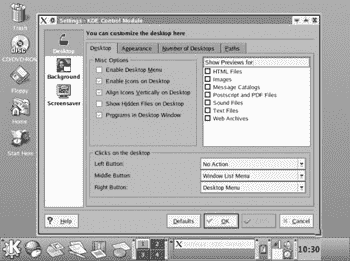 Settings - KDE Control Module
You can customize the desktop here
Trash
CD/DVD-ROM
Floppy
Home
Start Here
Desktop
Background
Screensaver
Desktop
Appearance
Number of Desktops
Paths
Misc Options
Enable Desktop Menu
Enable Icons on Desktop
Align Icons Vertically on Desktop
Show Hidden Files on Desktop
Programs in Desktop Window
Show Previews for:
HTML Files
Images
Message Catalogs
Postscript and PDF Files
Sound Files
Text Files
Web Archives
Clicks on the desktop
Left Button: No Action
Middle Button: Window List Menu
Right Button: Desktop Menu
? Help
Defaults
OK
Cancel
1 2
3 4
10:30